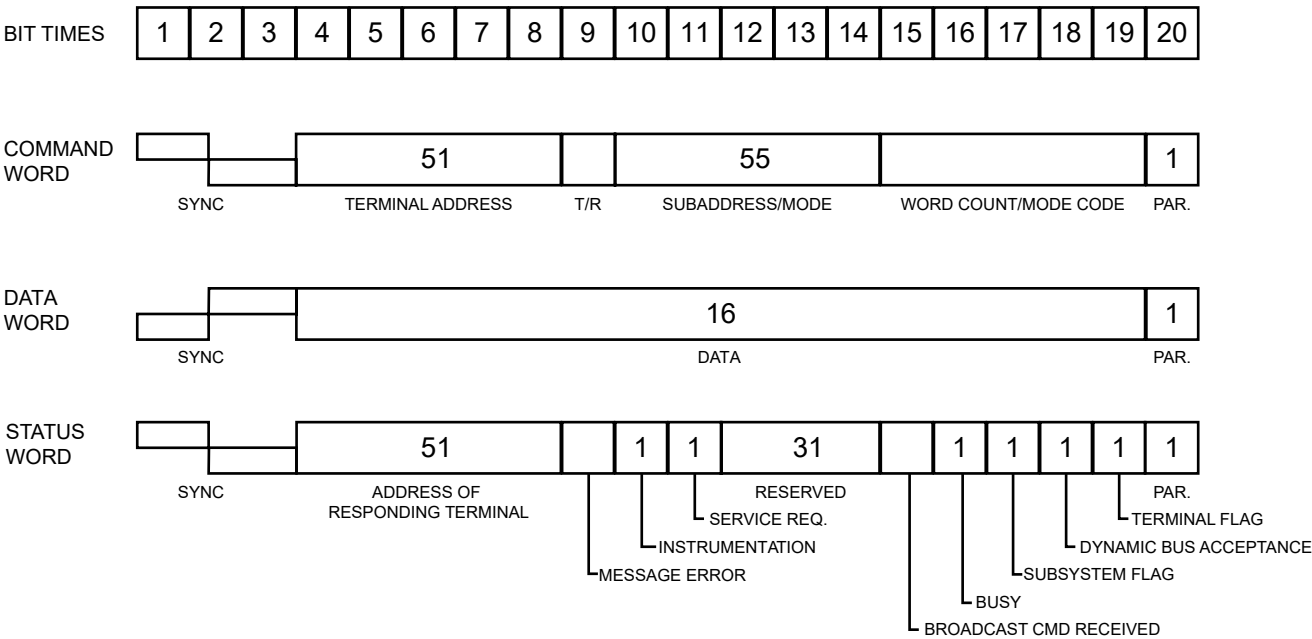 BIT TIMES 1 2 3 4 5 6 7 8 9 10 11 12 13 14 15 16 17 18 19 20
COMMAND
WORD
51 55 1
SYNC TERMINAL ADDRESS T/R SUBADDRESS/MODE WORD COUNT/MODE CODE PAR.
DATA
WORD
16 1
SYNC DATA PAR.
STATUS
WORD
51 1 1 31 1 1 1 1 1
SYNC ADDRESS OF RESERVED PAR.
RESPONDING TERMINAL
SERVICE REQ. TERMINAL FLAG
INSTRUMENTATION DYNAMIC BUS ACCEPTANCE
MESSAGE ERROR SUBSYSTEM FLAG
BUSY
BROADCAST CMD RECEIVED